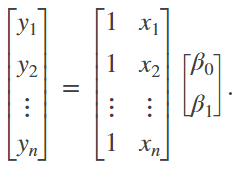 y₁ 1 x₁
y₂ = 1 x₂ β₀
⋮ ⋮ ⋮ β₁ .
yₙ 1 xₙ